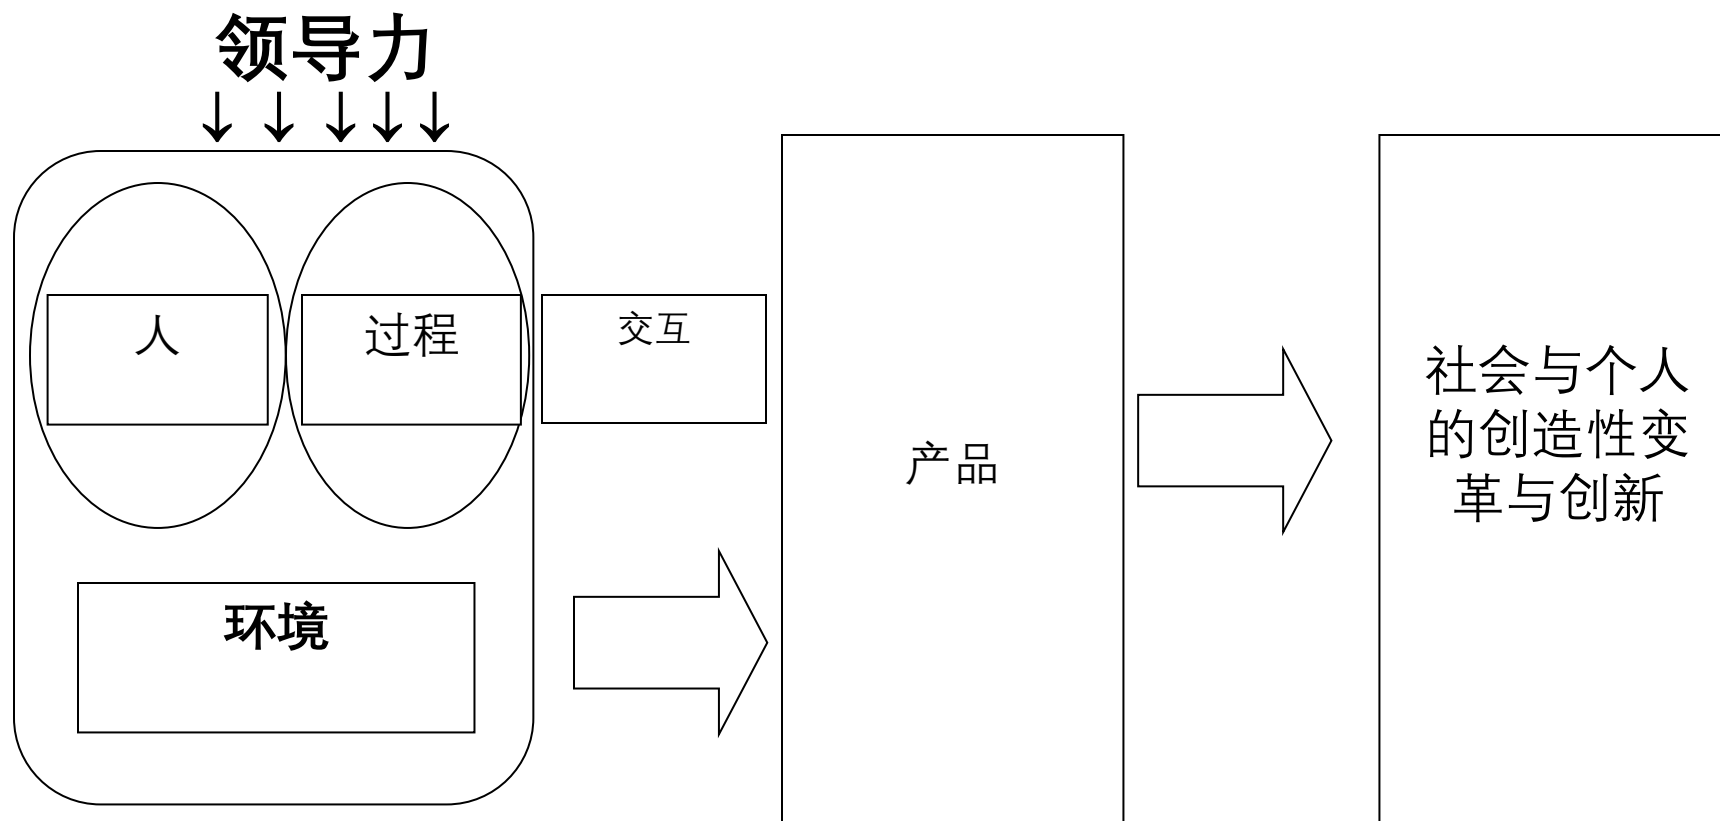 领导力
↓ ↓ ↓ ↓ ↓
人
过程
交互
环境
产品
社会与个人
的创造性变
革与创新